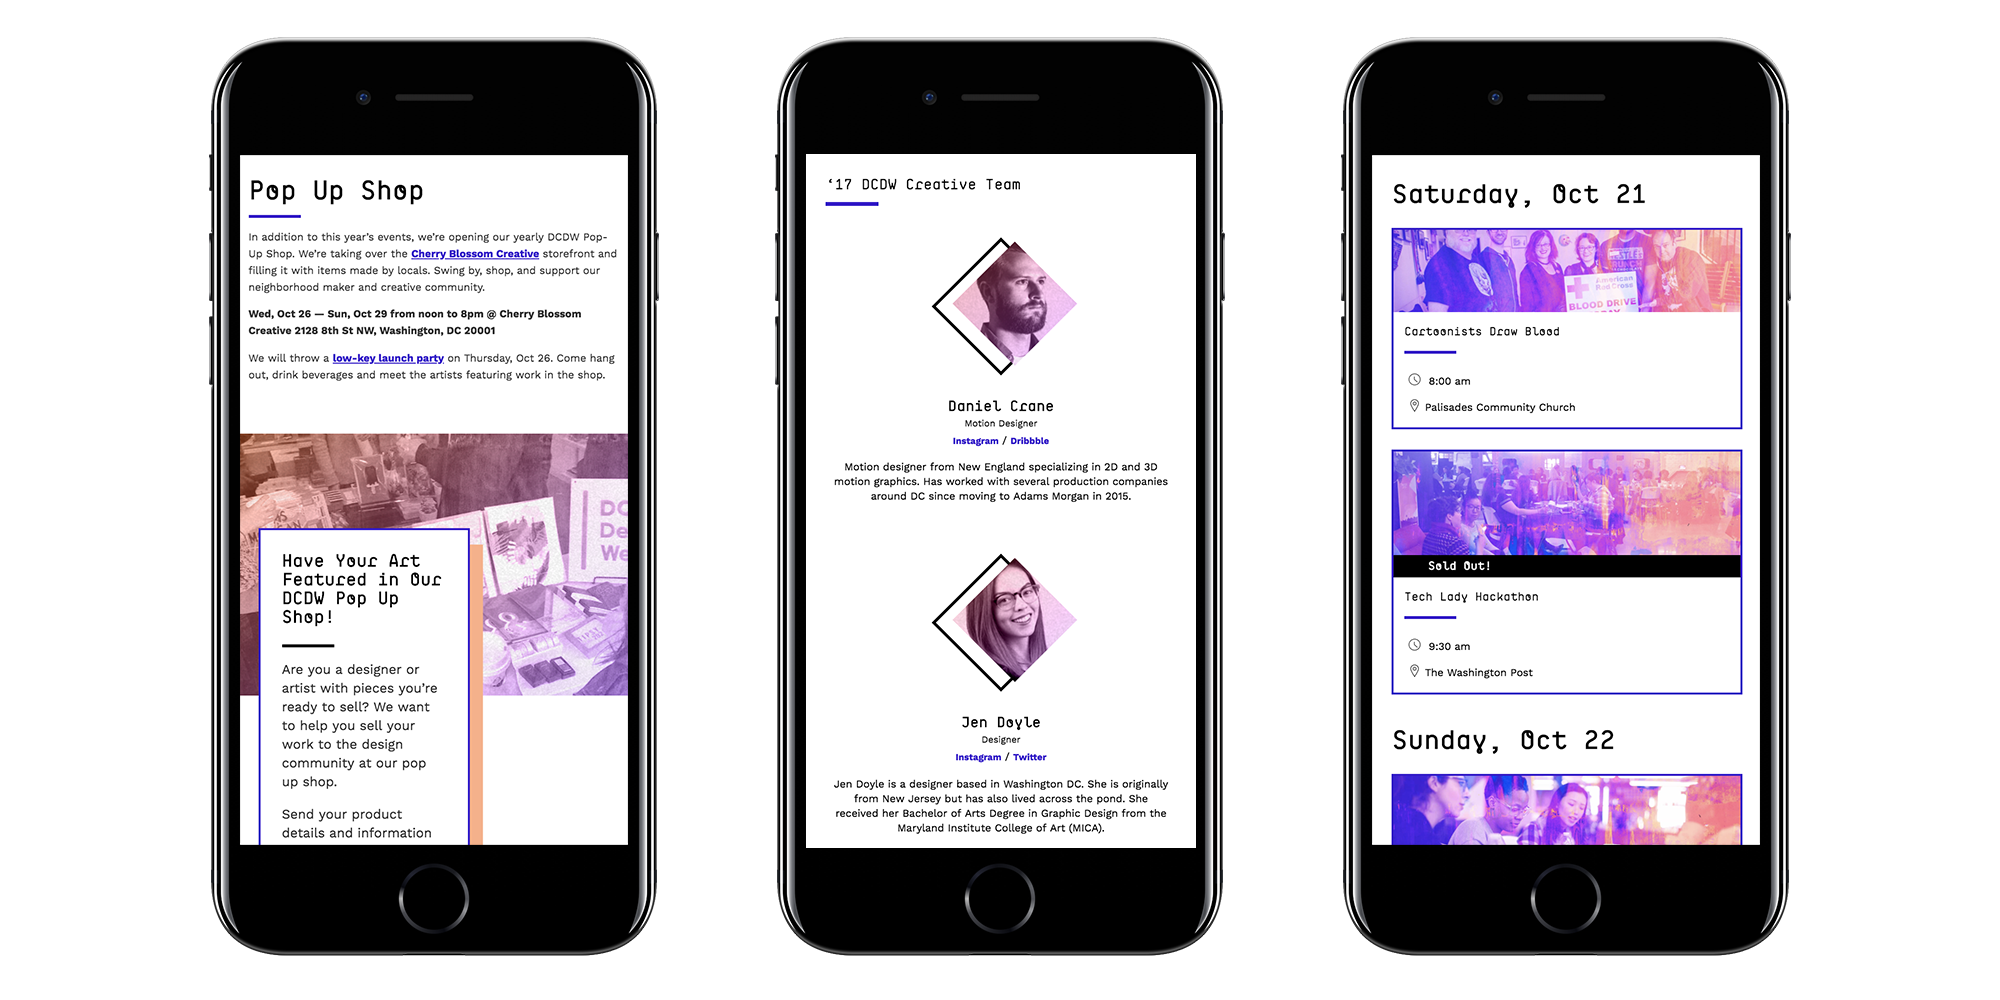 Pop Up Shop
In addition to this year's events, we're opening our yearly DCDW Pop-
Up Shop. We're taking over the Cherry Blossom Creative storefront and
filling it with items made by locals. Swing by, shop, and support our
neighborhood maker and creative community.
Wed, Oct 26 — Sun, Oct 29 from noon to 8pm @ Cherry Blossom
Creative 2128 8th St NW, Washington, DC 20001
We will throw a low-key launch party on Thursday, Oct 26. Come hang
out, drink beverages and meet the artists featuring work in the shop.
DC
De
We
Have Your Art
Featured in Our
DCDW Pop Up
Shop!
Are you a designer or
artist with pieces you're
ready to sell? We want
to help you sell your
work to the design
community at our pop
up shop.
Send your product
details and information
‘17 DCDW Creative Team
Daniel Crane
Motion Designer
Instagram / Dribbble
Motion designer from New England specializing in 2D and 3D
motion graphics. Has worked with several production companies
around DC since moving to Adams Morgan in 2015.
Jen Doyle
Designer
Instagram / Twitter
Jen Doyle is a designer based in Washington DC. She is originally
from New Jersey but has also lived across the pond. She
received her Bachelor of Arts Degree in Graphic Design from the
Maryland Institute College of Art (MICA).
Saturday, Oct 21
American
Red Cross
BLOOD DRIVE
Cartoonists Draw Blood
8:00 am
Palisades Community Church
Sold Out!
Tech Lady Hackathon
9:30 am
The Washington Post
Sunday, Oct 22